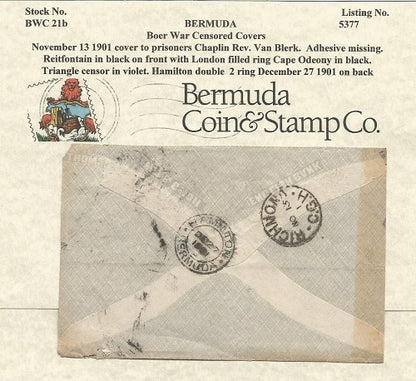 Stock No.
BWC 21b
BERMUDA
Listing No.
5377
Boer War Censored Covers
November 13 1901 cover to prisoners Chaplin Rev. Van Blerk. Adhesive missing.
Reitfontain in black on front with London filled ring Cape Odeony in black.
Triangle censor in violet. Hamilton double 2 ring December 27 1901 on back
Bermuda
Coin&Stamp Co.
HAMILTON
BERMUDA
RICHMOND · C.G.H